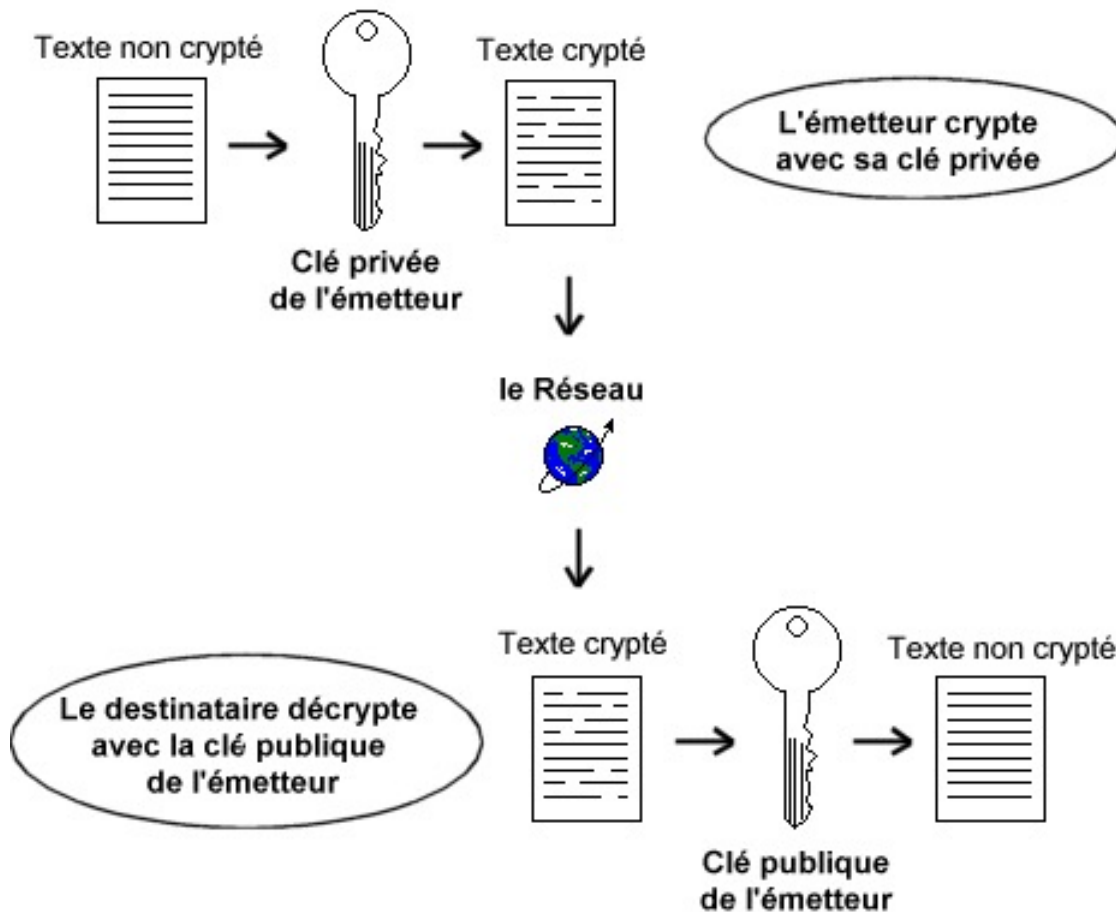 Texte non crypté
Texte crypté
L'émetteur crypte
avec sa clé privée
Clé privée
de l'émetteur
le Réseau
Texte crypté
Texte non crypté
Le destinataire décrypte
avec la clé publique
de l'émetteur
Clé publique
de l'émetteur